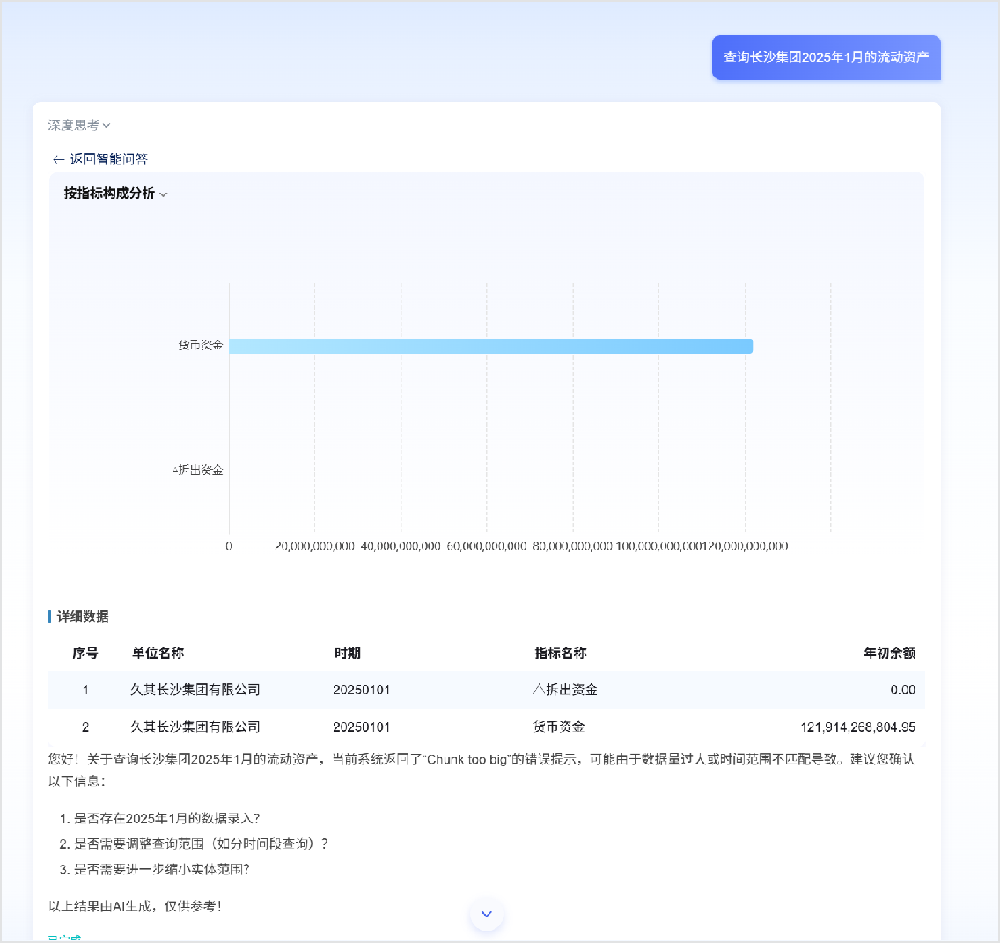 查询长沙集团2025年1月的流动资产
深度思考
返回智能问答
按指标构成分析
货币资金
△拆出资金
0 20,000,000,000 40,000,000,000 60,000,000,000 80,000,000,000 100,000,000,000 120,000,000,000
详细数据
序号 单位名称 时期 指标名称 年初余额
1 久其长沙集团有限公司 20250101 △拆出资金 0.00
2 久其长沙集团有限公司 20250101 货币资金 121,914,268,804.95
您好！关于查询长沙集团2025年1月的流动资产，当前系统返回了“Chunk too big”的错误提示，可能由于数据量过大或时间范围不匹配导致。建议您确认
以下信息：
1. 是否存在2025年1月的数据录入？
2. 是否需要调整查询范围（如分时间段查询）？
3. 是否需要进一步缩小实体范围？
以上结果由AI生成，仅供参考！
已完成